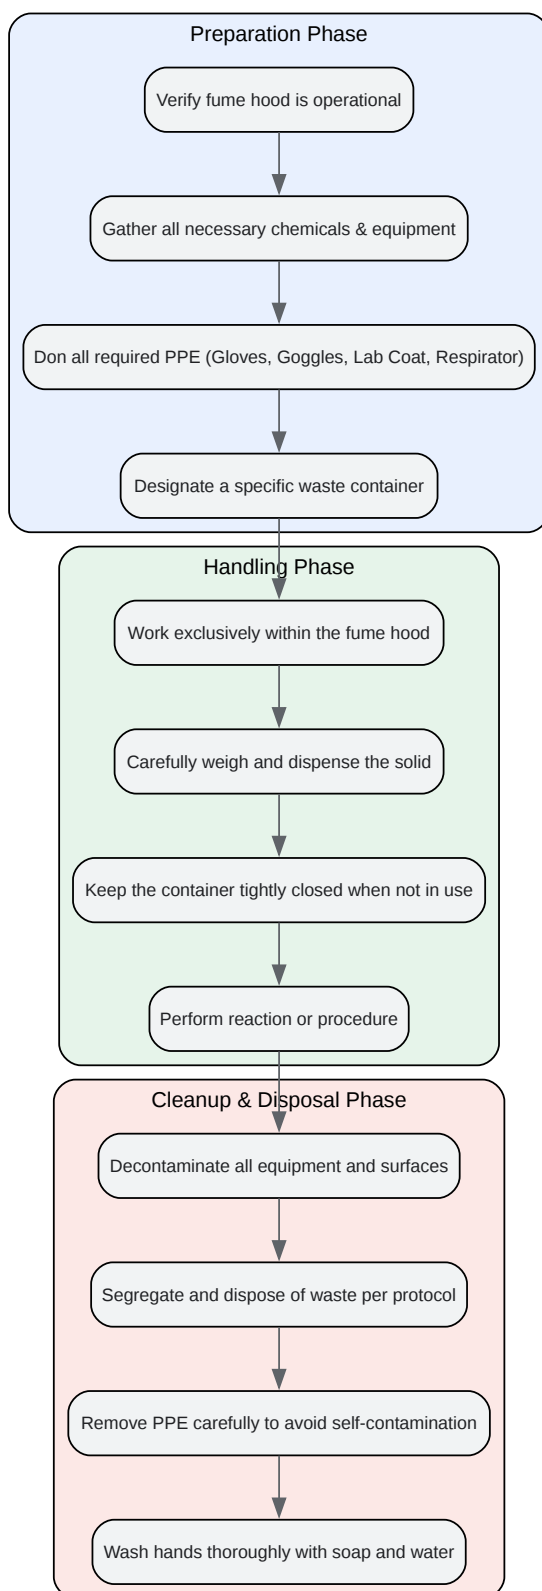 Preparation Phase
Verify fume hood is operational
Gather all necessary chemicals & equipment
Don all required PPE (Gloves, Goggles, Lab Coat, Respirator)
Designate a specific waste container
Handling Phase
Work exclusively within the fume hood
Carefully weigh and dispense the solid
Keep the container tightly closed when not in use
Perform reaction or procedure
Cleanup & Disposal Phase
Decontaminate all equipment and surfaces
Segregate and dispose of waste per protocol
Remove PPE carefully to avoid self-contamination
Wash hands thoroughly with soap and water